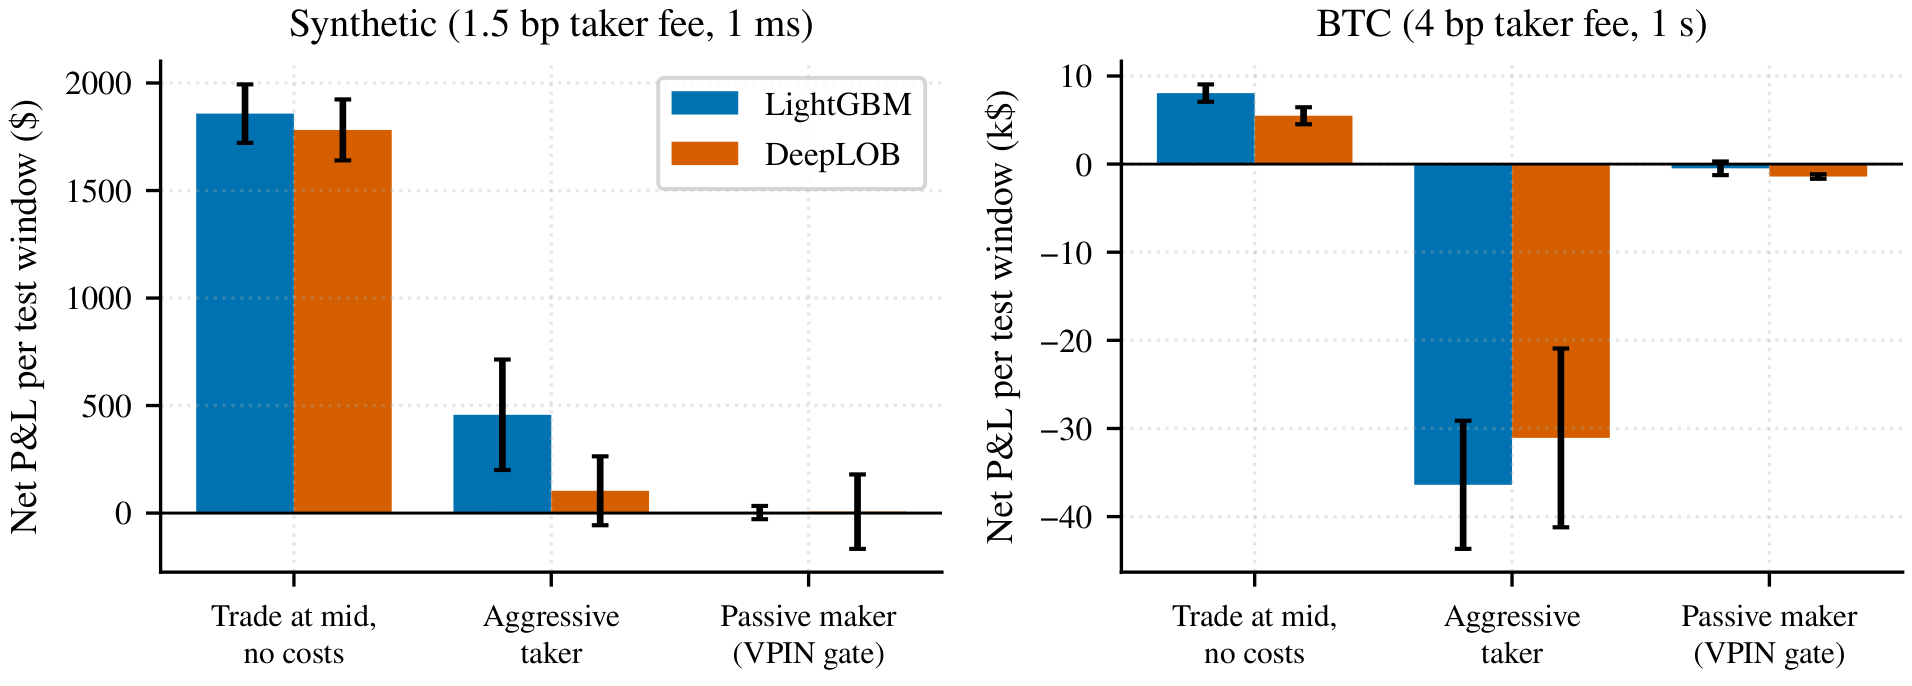 Synthetic (1.5 bp taker fee, 1 ms)
Net P&L per test window ($)
2000
1500
1000
500
0
LightGBM
DeepLOB
Trade at mid,
no costs
Aggressive
taker
Passive maker
(VPIN gate)
BTC (4 bp taker fee, 1 s)
Net P&L per test window (k$)
10
0
−10
−20
−30
−40
Trade at mid,
no costs
Aggressive
taker
Passive maker
(VPIN gate)